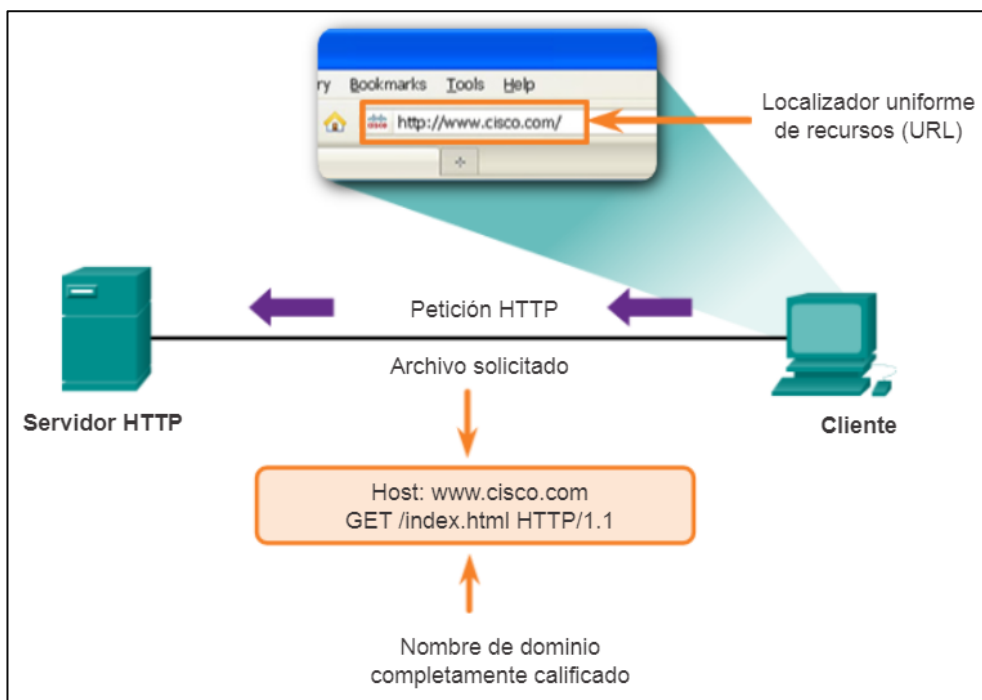 ry Bookmarks Tools Help
http://www.cisco.com/
Localizador uniforme
de recursos (URL)
Petición HTTP
Archivo solicitado
Servidor HTTP
Cliente
Host: www.cisco.com
GET /index.html HTTP/1.1
Nombre de dominio
completamente calificado